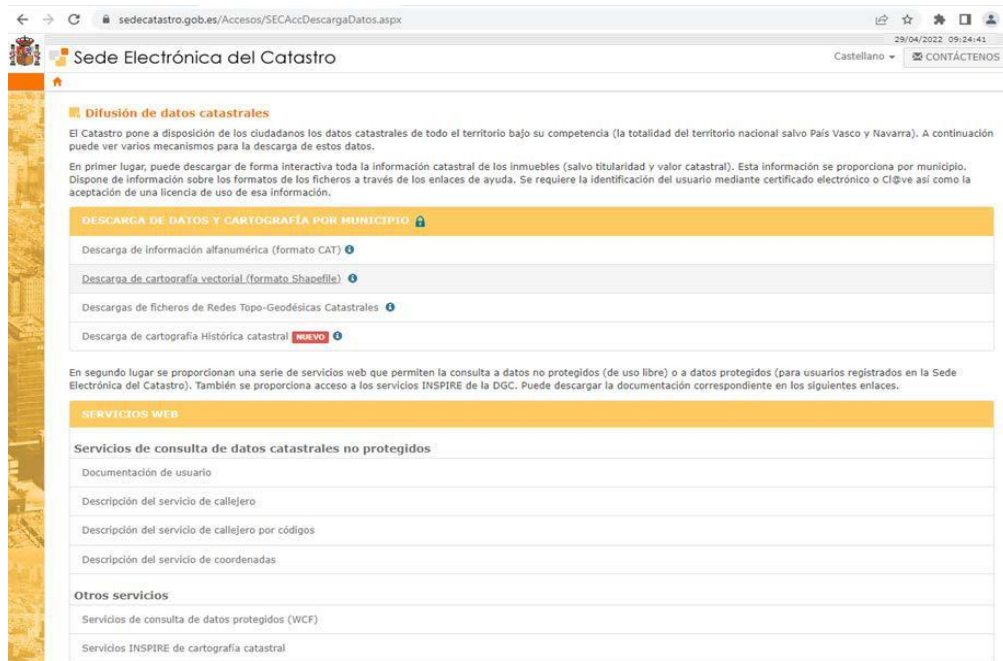 sedecatastro.gob.es/Accesos/SECAccDescargaDatos.aspx
29/04/2022 09:24:41
Sede Electrónica del Catastro
Castellano
CONTÁCTENOS
Difusión de datos catastrales
El Catastro pone a disposición de los ciudadanos los datos catastrales de todo el territorio bajo su competencia (la totalidad del territorio nacional salvo País Vasco y Navarra). A continuación
puede ver varios mecanismos para la descarga de estos datos.
En primer lugar, puede descargar de forma interactiva toda la información catastral de los inmuebles (salvo titularidad y valor catastral). Esta información se proporciona por municipio.
Dispone de información sobre los formatos de los ficheros a través de los enlaces de ayuda. Se requiere la identificación del usuario mediante certificado electrónico o Cl@ve así como la
aceptación de una licencia de uso de esa información.
DESCARGA DE DATOS Y CARTOGRAFÍA POR MUNICIPIO
Descarga de información alfanumérica (formato CAT)
Descarga de cartografía vectorial (formato Shapefile)
Descargas de ficheros de Redes Topo-Geodésicas Catastrales
Descarga de cartografía Histórica catastral NUEVO
En segundo lugar se proporcionan una serie de servicios web que permiten la consulta a datos no protegidos (de uso libre) o a datos protegidos (para usuarios registrados en la Sede
Electrónica del Catastro). También se proporciona acceso a los servicios INSPIRE de la DGC. Puede descargar la documentación correspondiente en los siguientes enlaces.
SERVICIOS WEB
Servicios de consulta de datos catastrales no protegidos
Documentación de usuario
Descripción del servicio de callejero
Descripción del servicio de callejero por códigos
Descripción del servicio de coordenadas
Otros servicios
Servicios de consulta de datos protegidos (WCF)
Servicios INSPIRE de cartografía catastral